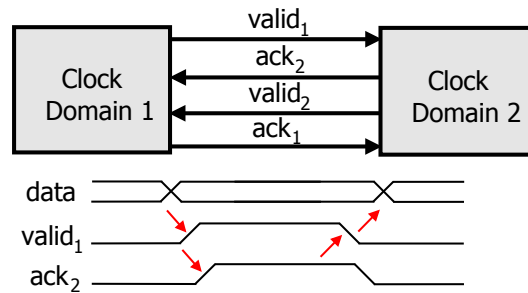 valid₁
Clock
Domain 1
ack₂
valid₂
ack₁
Clock
Domain 2
data
valid₁
ack₂